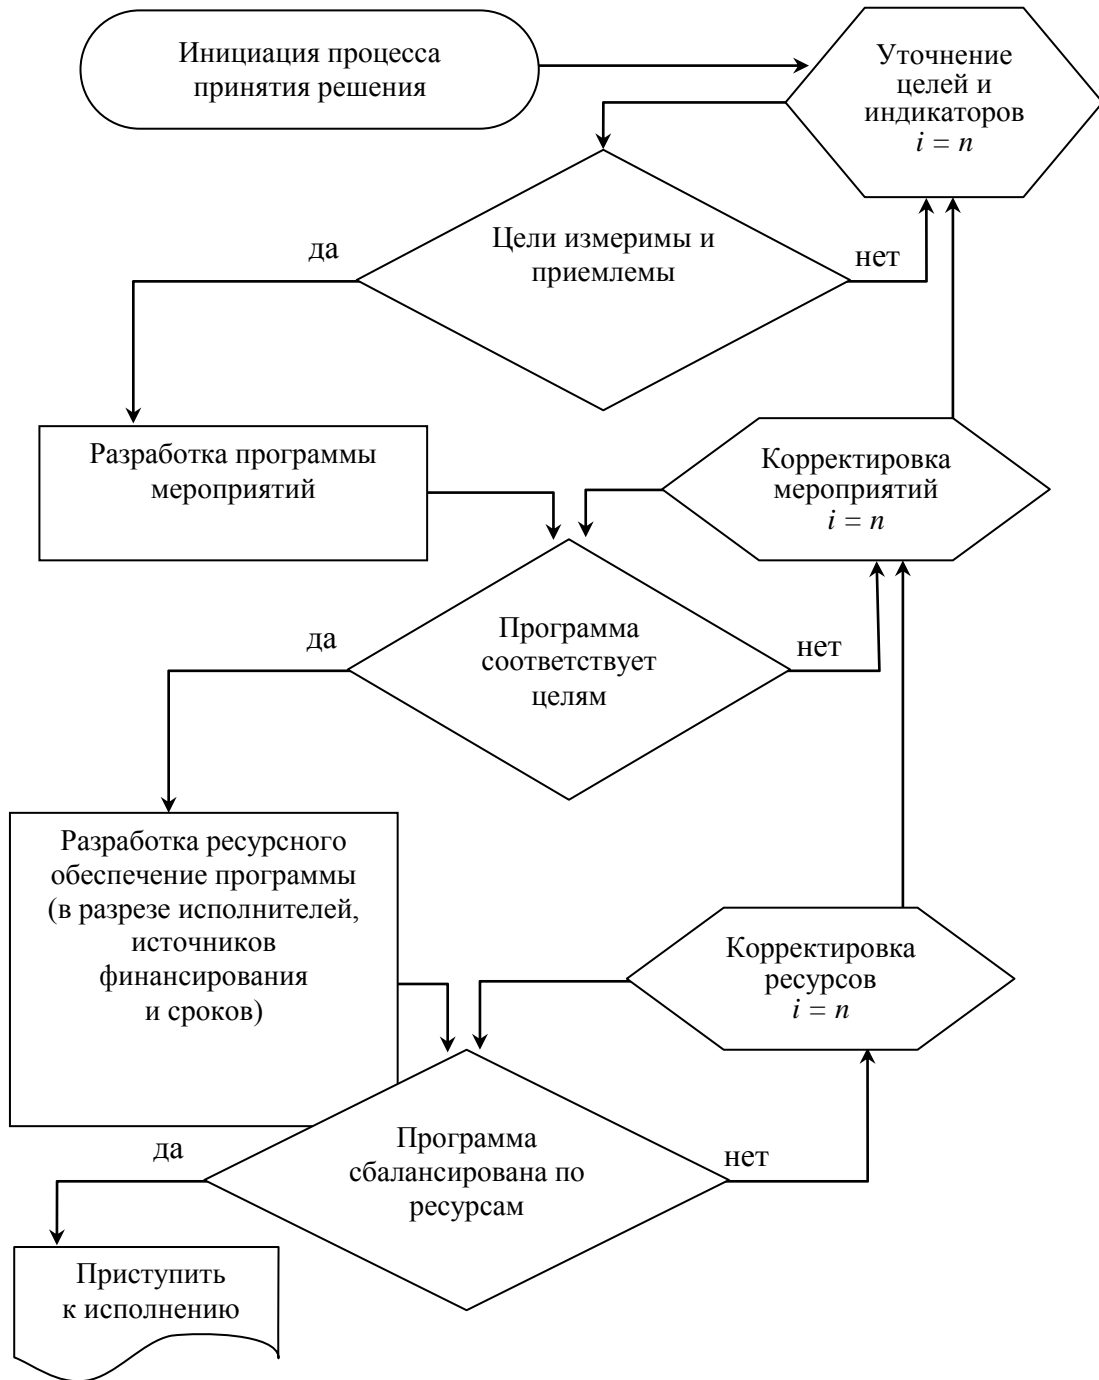 Инициация процесса
принятия решения
Уточнение
целей и
индикаторов
i = n
Цели измеримы и
приемлемы
да
нет
Разработка программы
мероприятий
Корректировка
мероприятий
i = n
Программа
соответствует
целям
да
нет
Разработка ресурсного
обеспечение программы
(в разрезе исполнителей,
источников
финансирования
и сроков)
Корректировка
ресурсов
i = n
Программа
сбалансирована по
ресурсам
да
нет
Приступить
к исполнению